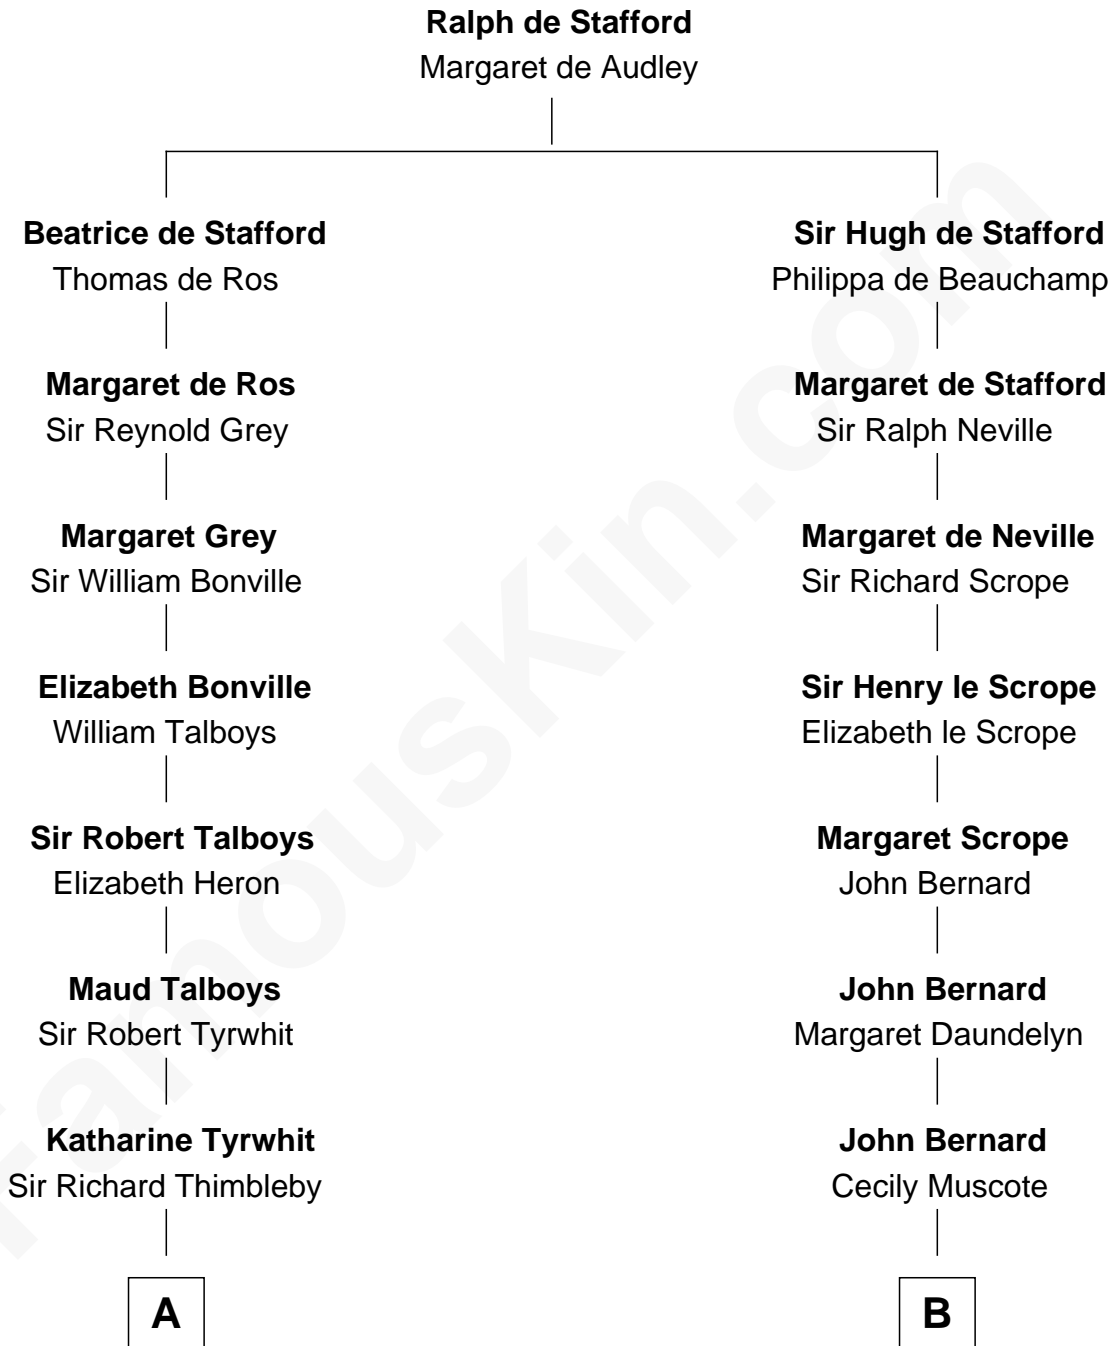 Ralph de Stafford
Margaret de Audley
Beatrice de Stafford
Thomas de Ros
Sir Hugh de Stafford
Philippa de Beauchamp
Margaret de Ros
Sir Reynold Grey
Margaret de Stafford
Sir Ralph Neville
Margaret Grey
Sir William Bonville
Margaret de Neville
Sir Richard Scrope
Elizabeth Bonville
William Talboys
Sir Henry le Scrope
Elizabeth le Scrope
Sir Robert Talboys
Elizabeth Heron
Margaret Scrope
John Bernard
Maud Talboys
Sir Robert Tyrwhit
John Bernard
Margaret Daundelyn
Katharine Tyrwhit
Sir Richard Thimbleby
John Bernard
Cecily Muscote
A
B
FamousKin.com